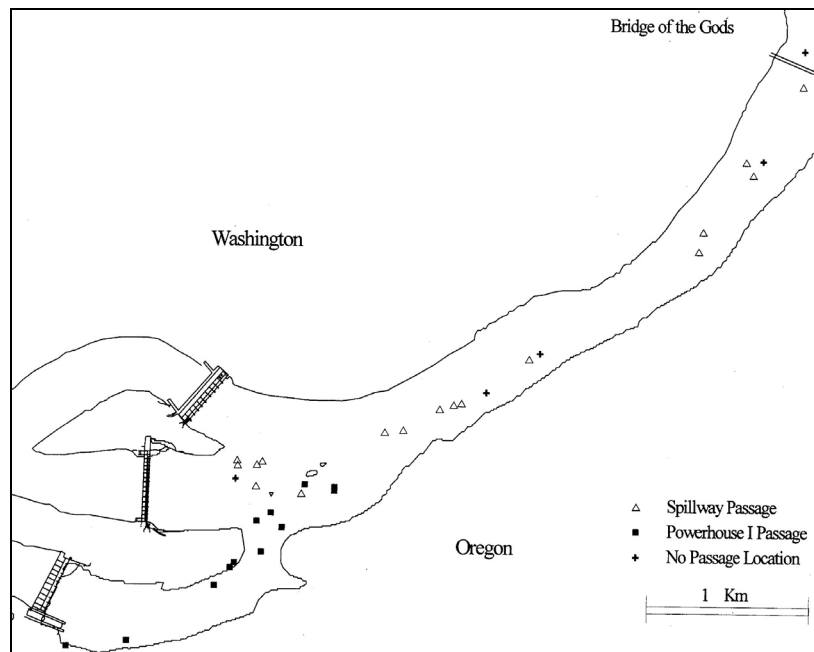 Bridge of the Gods
Washington
Oregon
Spillway Passage
Powerhouse I Passage
No Passage Location
1 Km